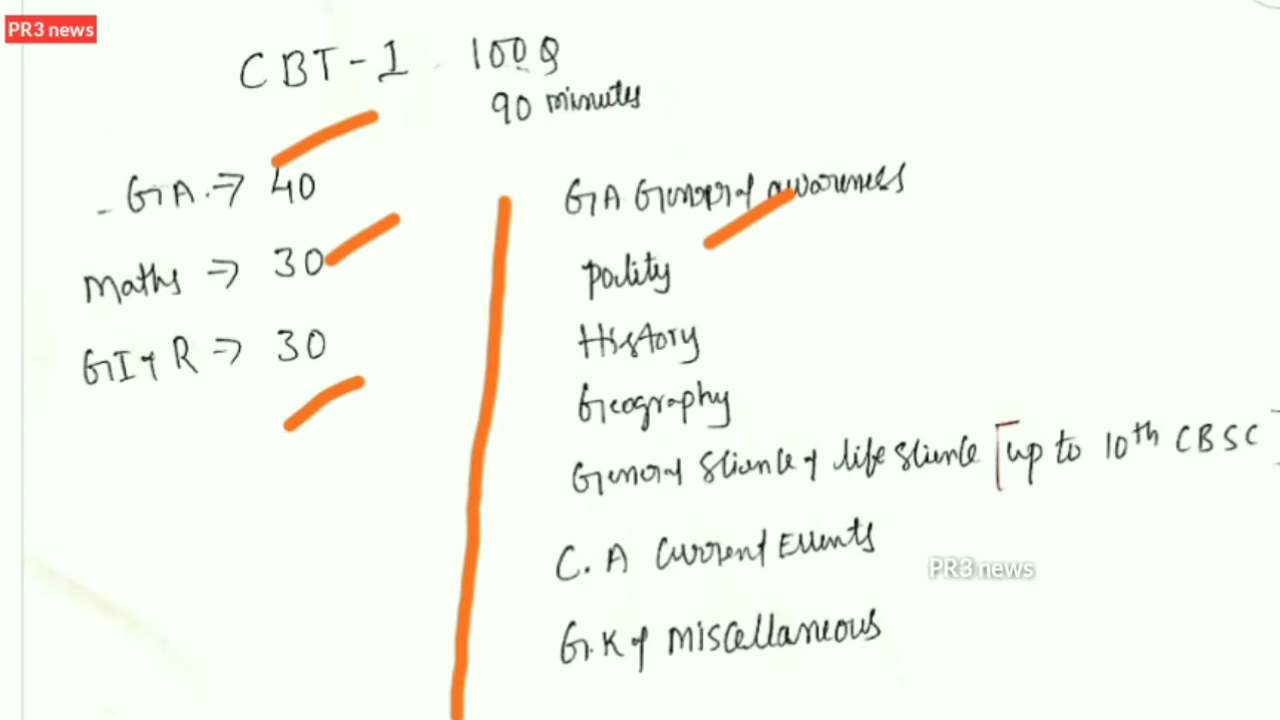 PR3 news
CBT-1 100Q
90 minutes
GA. => 40
Maths => 30
GI & R => 30
GA General awareness
Polity
History
Geography
General Science & life Science [up to 10th CBSC]
C. A Current Events
G.K & Miscellaneous
PR3 news